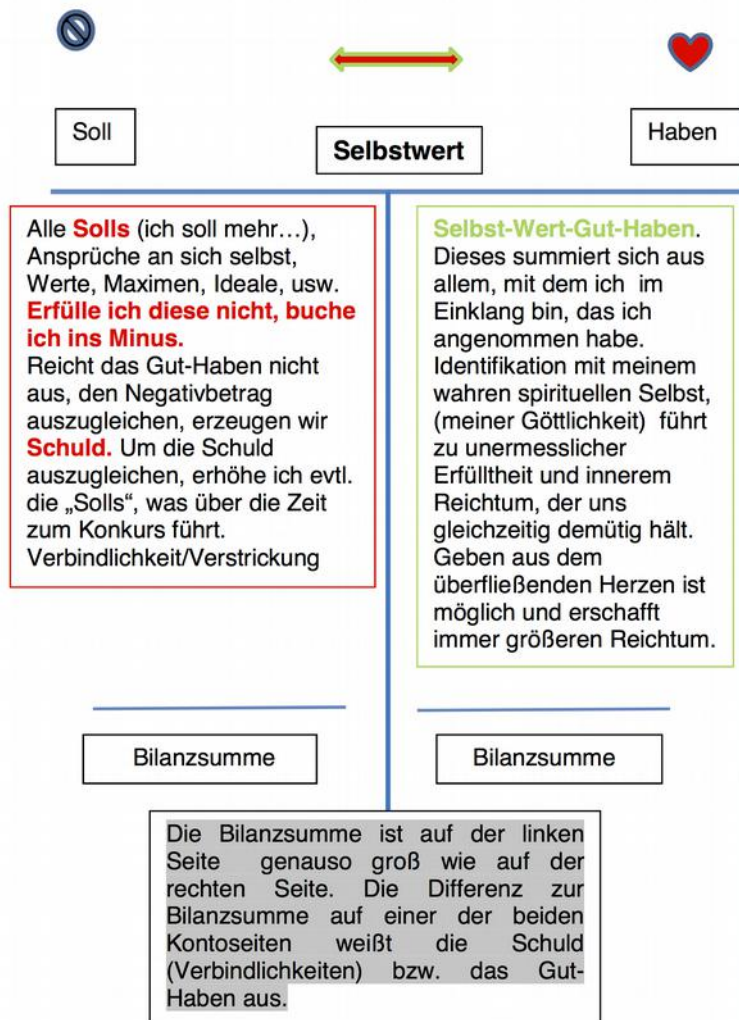 Soll
Selbstwert
Haben
Alle Solls (ich soll mehr…),
Ansprüche an sich selbst,
Werte, Maximen, Ideale, usw.
Erfülle ich diese nicht, buche
ich ins Minus.
Reicht das Gut-Haben nicht
aus, den Negativbetrag
auszugleichen, erzeugen wir
Schuld. Um die Schuld
auszugleichen, erhöhe ich evtl.
die „Solls“, was über die Zeit
zum Konkurs führt.
Verbindlichkeit/Verstrickung
Selbst-Wert-Gut-Haben.
Dieses summiert sich aus
allem, mit dem ich im
Einklang bin, das ich
angenommen habe.
Identifikation mit meinem
wahren spirituellen Selbst,
(meiner Göttlichkeit) führt
zu unermesslicher
Erfülltheit und innerem
Reichtum, der uns
gleichzeitig demütig hält.
Geben aus dem
überfließenden Herzen ist
möglich und erschafft
immer größeren Reichtum.
Bilanzsumme
Bilanzsumme
Die Bilanzsumme ist auf der linken
Seite genauso groß wie auf der
rechten Seite. Die Differenz zur
Bilanzsumme auf einer der beiden
Kontoseiten weißt die Schuld
(Verbindlichkeiten) bzw. das Gut-
Haben aus.